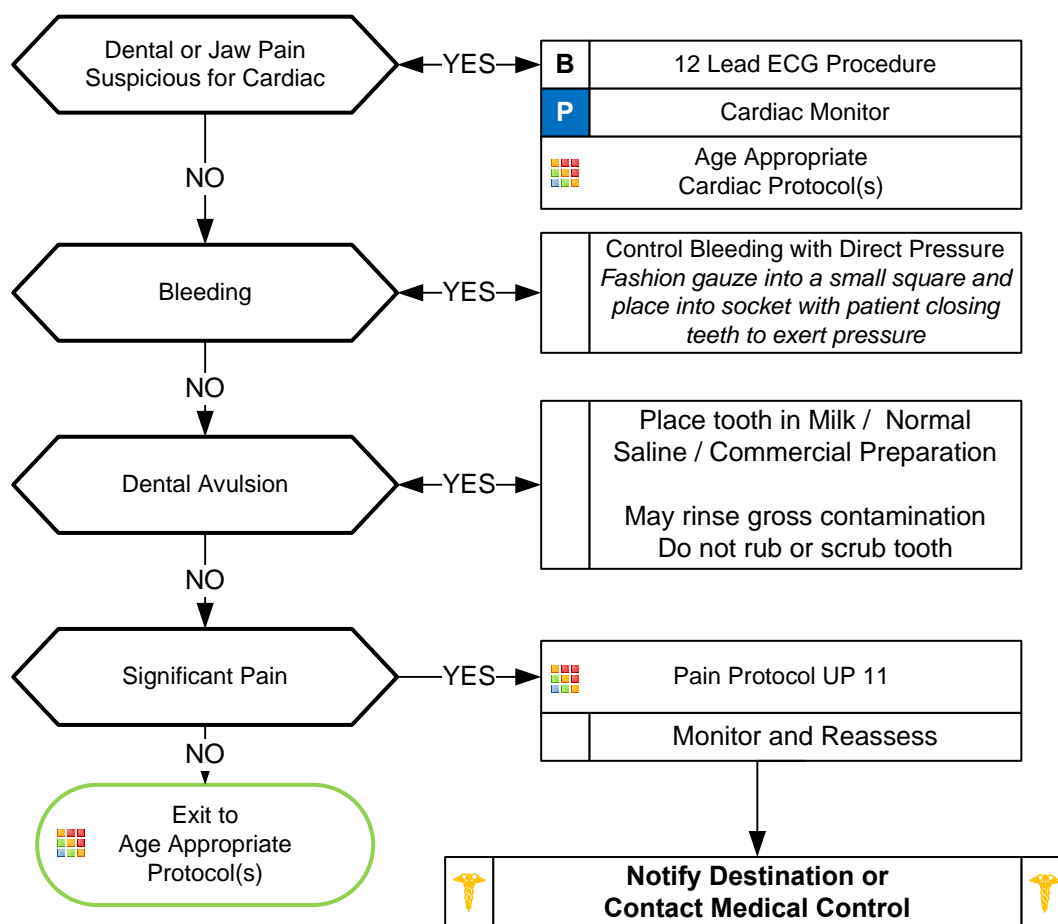 Dental or Jaw Pain
Suspicious for Cardiac
YES
B
12 Lead ECG Procedure
P
Cardiac Monitor
Age Appropriate
Cardiac Protocol(s)
NO
Bleeding
YES
Control Bleeding with Direct Pressure
Fashion gauze into a small square and
place into socket with patient closing
teeth to exert pressure
NO
Dental Avulsion
YES
Place tooth in Milk / Normal
Saline / Commercial Preparation
May rinse gross contamination
Do not rub or scrub tooth
NO
Significant Pain
YES
Pain Protocol UP 11
Monitor and Reassess
NO
Exit to
Age Appropriate
Protocol(s)
Notify Destination or
Contact Medical Control